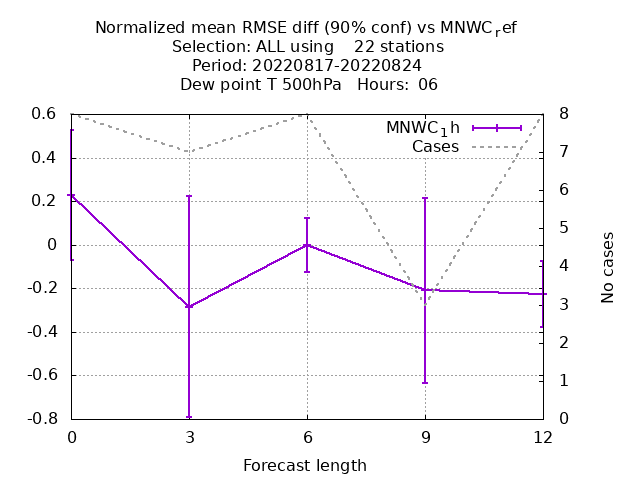 Normalized mean RMSE diff (90% conf) vs MNWCref
Selection: ALL using    22 stations
Period: 20220817-20220824
Dew point T 500hPa   Hours:  06
MNWC1h
Cases
0.6
0.4
0.2
0
-0.2
-0.4
-0.6
-0.8
8
7
6
5
4
3
2
1
0
No cases
0 3 6 9 12
Forecast length